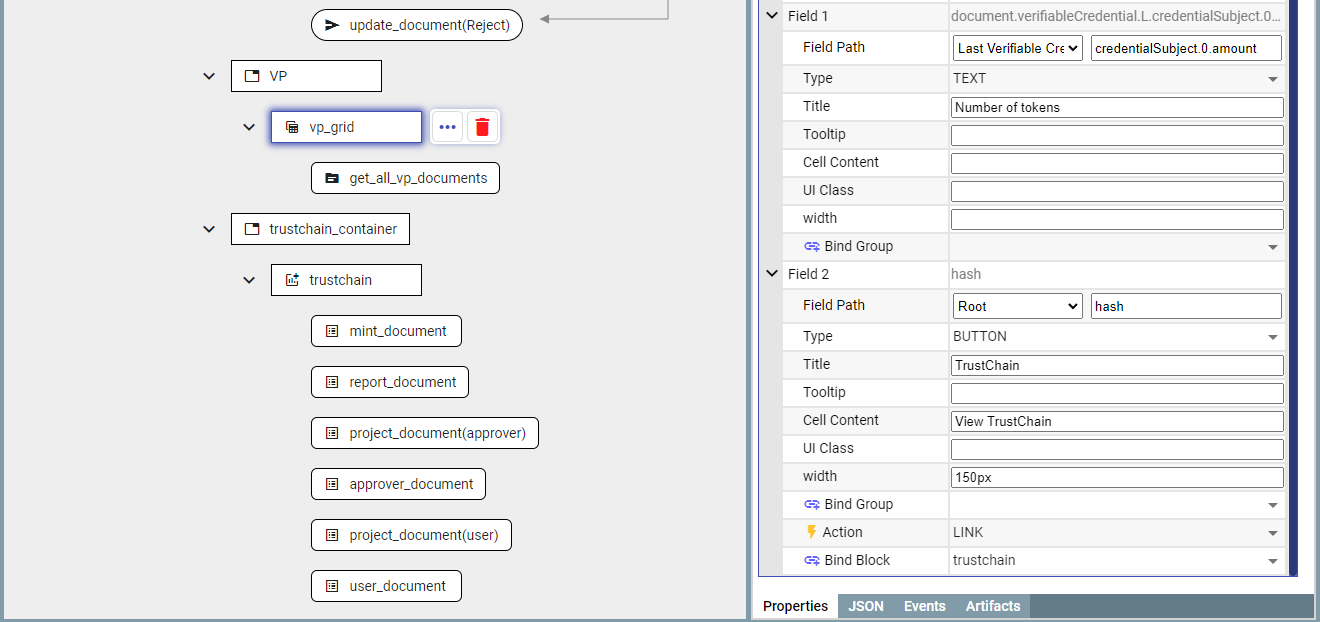 update_document(Reject)
VP
vp_grid
get_all_vp_documents
trustchain_container
trustchain
mint_document
report_document
project_document(approver)
approver_document
project_document(user)
user_document
Field 1 document.verifiableCredential.L.credentialSubject.0...
Field Path Last Verifiable Cre credentialSubject.0.amount
Type TEXT
Title Number of tokens
Tooltip
Cell Content
UI Class
width
Bind Group
Field 2 hash
Field Path Root hash
Type BUTTON
Title TrustChain
Tooltip
Cell Content View TrustChain
UI Class
width 150px
Bind Group
Action LINK
Bind Block trustchain
Properties JSON Events Artifacts